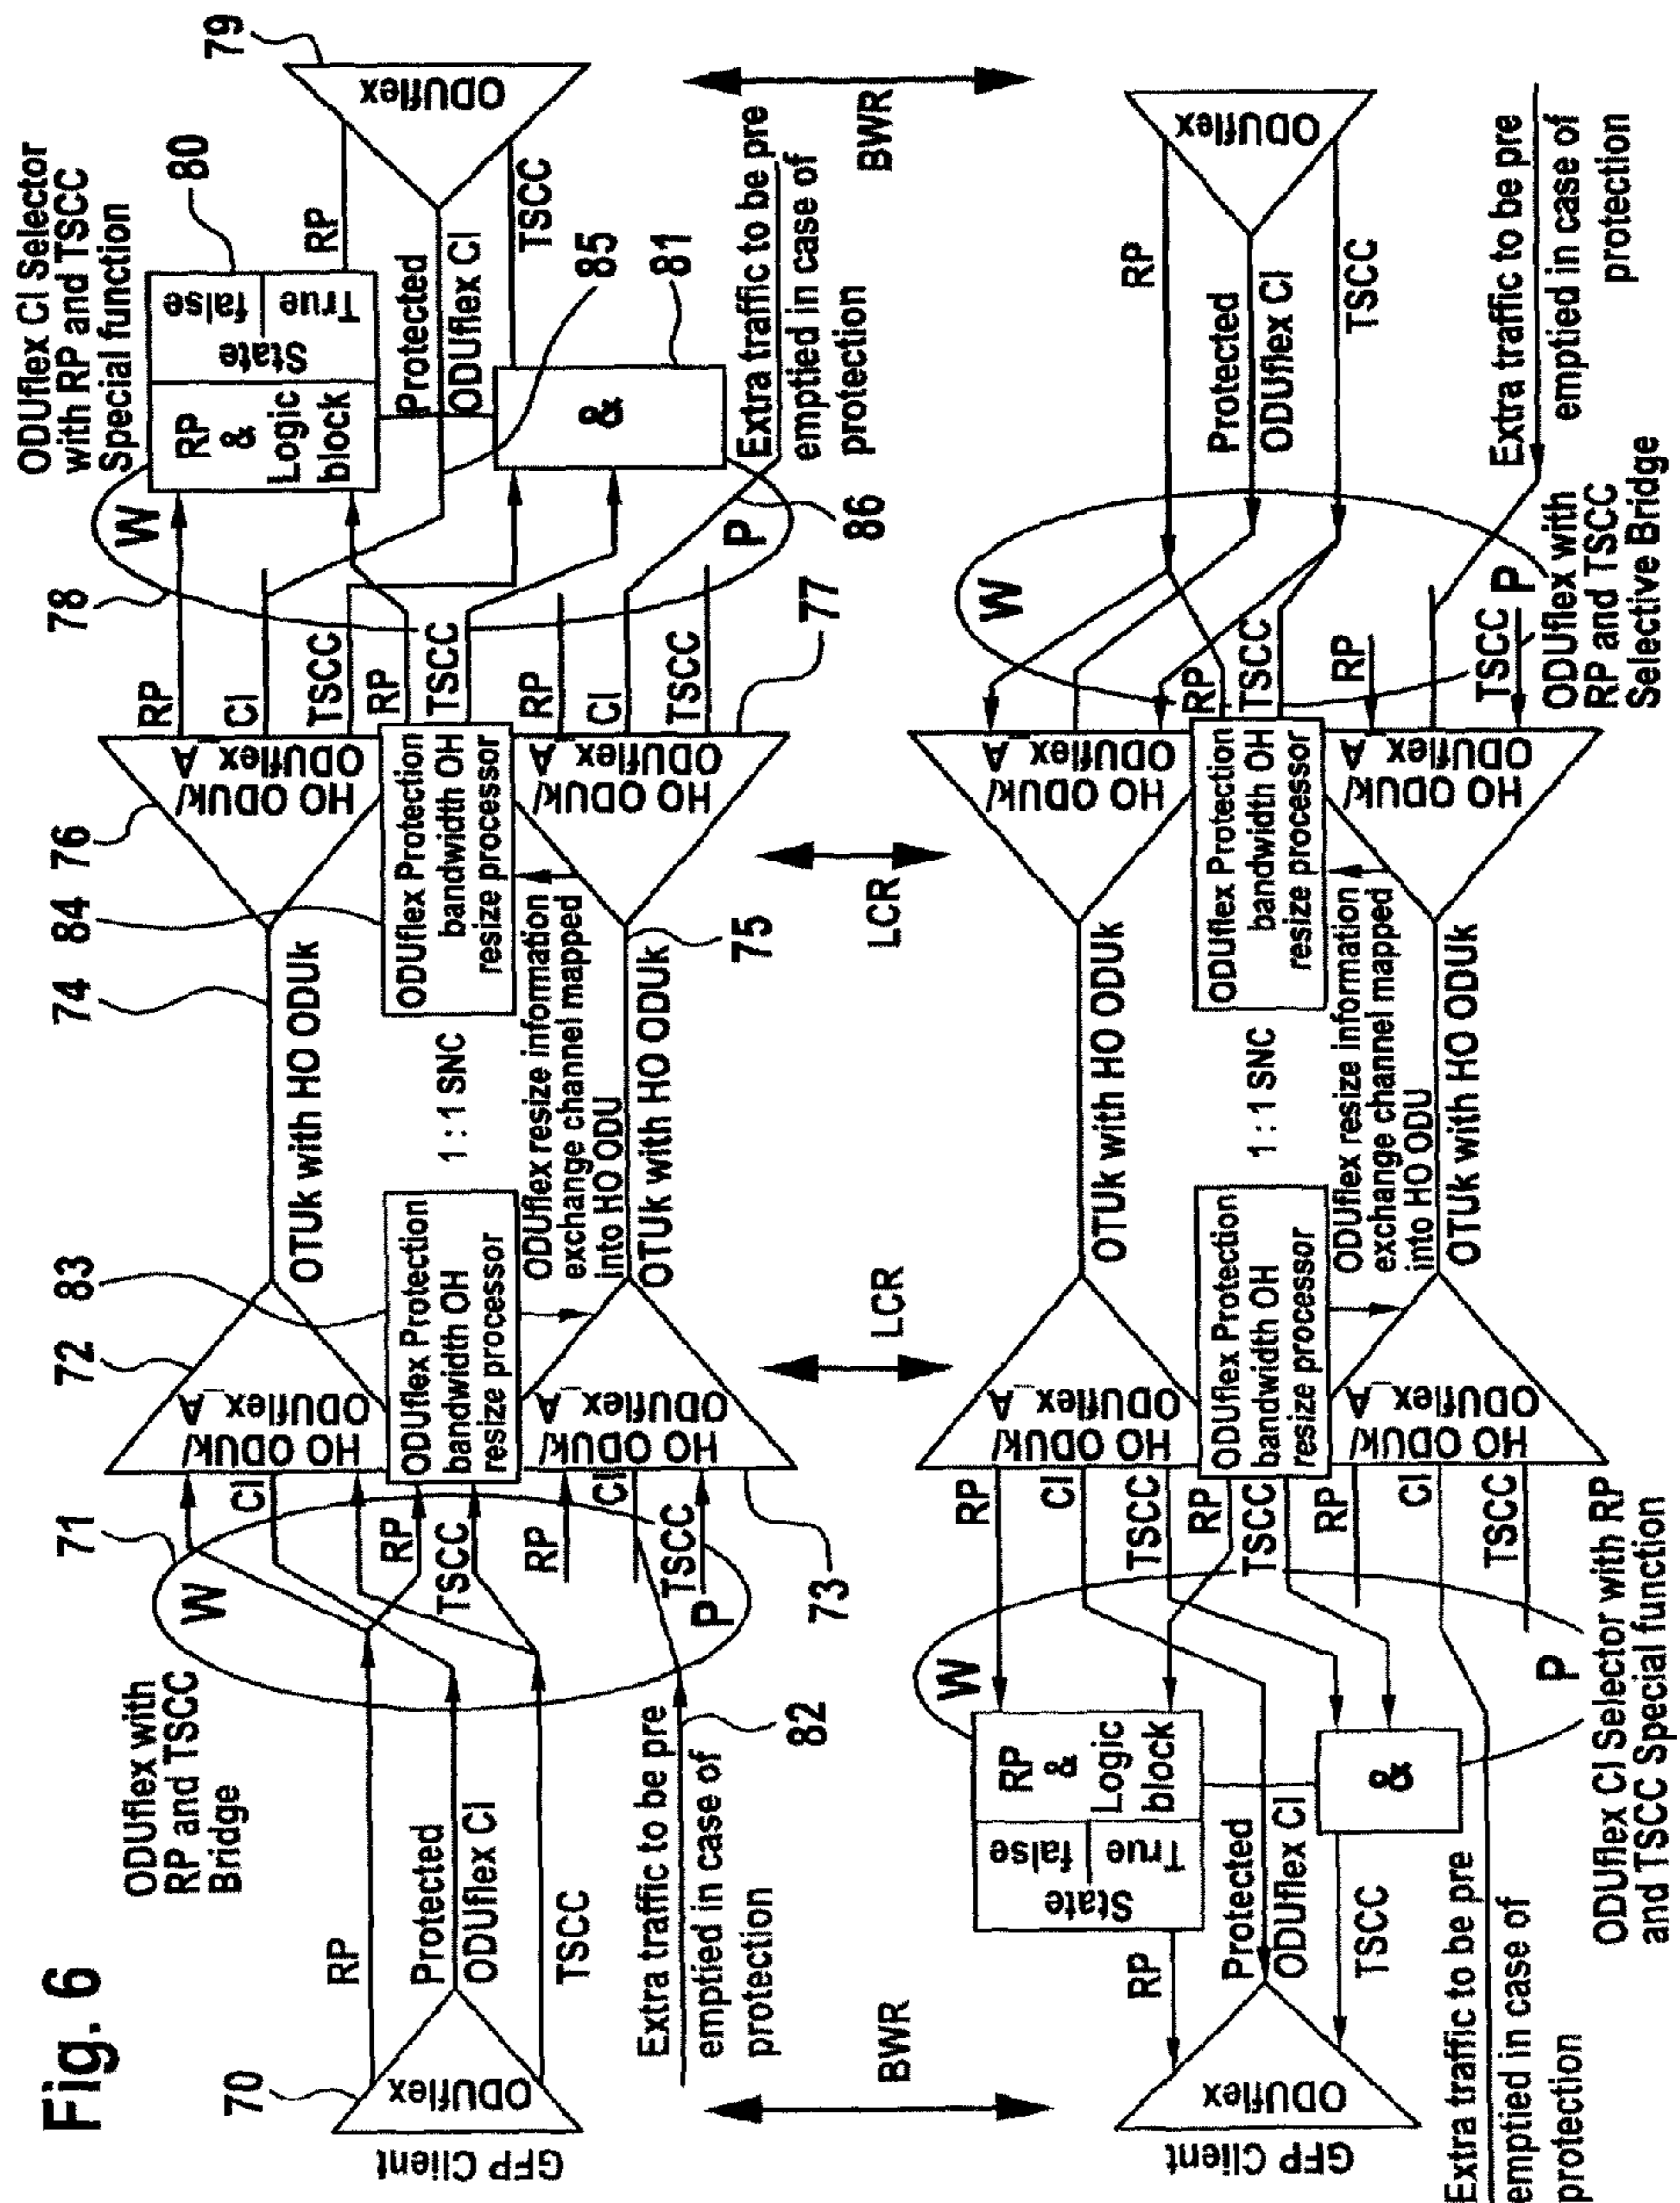 Fig. 6
GFP Client
70
ODUflex
RP
Protected
ODUflex CI
TSCC
Extra traffic to be pre
emptied in case of
protection
82
ODUflex with
RP and TSCC
Bridge
71
W
P
CI
RP
TSCC
RP
CI
TSCC
72
HO ODUk/
ODUflex_A
73
HO ODUk/
ODUflex_A
83
ODUflex Protection
bandwidth OH
resize processor
OTUk with HO ODUk
74
1 : 1 SNC
ODUflex resize information
exchange channel mapped
into HO ODU
OTUk with HO ODUk
75
84
ODUflex Protection
bandwidth OH
resize processor
76
HO ODUk/
ODUflex_A
77
HO ODUk/
ODUflex_A
RP
CI
TSCC
RP
TSCC
RP
CI
TSCC
78
W
P
ODUflex CI Selector
with RP and TSCC
Special function
80
RP
&
Logic
block
State
True
false
RP
Protected
ODUflex CI
TSCC
85
81
&
Extra traffic to be pre
emptied in case of
protection
86
79
ODUflex
BWR
LCR
LCR
BWR
GFP Client
ODUflex
RP
Protected
ODUflex CI
TSCC
Extra traffic to be pre
emptied in case of
protection
State
True
false
RP
&
Logic
block
&
W
P
ODUflex CI Selector with RP
and TSCC Special function
RP
CI
TSCC
RP
TSCC
RP
CI
TSCC
HO ODUk/
ODUflex_A
HO ODUk/
ODUflex_A
ODUflex Protection
bandwidth OH
resize processor
OTUk with HO ODUk
1 : 1 SNC
ODUflex resize information
exchange channel mapped
into HO ODU
OTUk with HO ODUk
ODUflex Protection
bandwidth OH
resize processor
HO ODUk/
ODUflex_A
HO ODUk/
ODUflex_A
RP
TSCC
RP
TSCC
W
P
ODUflex with
RP and TSCC
Selective Bridge
RP
Protected
ODUflex CI
TSCC
Extra traffic to be pre
emptied in case of
protection
ODUflex